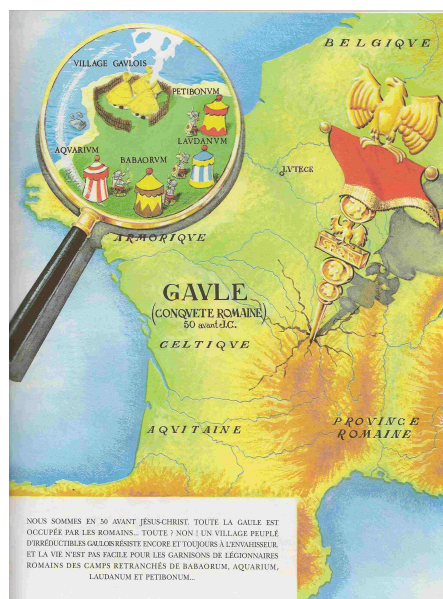 BELGIQVE
VILLAGE GAVLOIS
PETIBONVM
LAVDANVM
AQVARIVM
BABAORVM
LVTECE
ARMORIQVE
GAVLE
(CONQVETE ROMAINE)
50 avant J.C.
CELTIQVE
AQVITAINE
PROVINCE
ROMAINE
NOUS SOMMES EN 50 AVANT JÉSUS-CHRIST. TOUTE LA GAULE EST
OCCUPÉE PAR LES ROMAINS... TOUTE ? NON ! UN VILLAGE PEUPLÉ
D'IRRÉDUCTIBLES GAULOIS RÉSISTE ENCORE ET TOUJOURS À L'ENVAHISSEUR.
ET LA VIE N'EST PAS FACILE POUR LES GARNISONS DE LÉGIONNAIRES
ROMAINS DES CAMPS RETRANCHÉS DE BABAORUM, AQUARIUM,
LAUDANUM ET PETIBONUM...